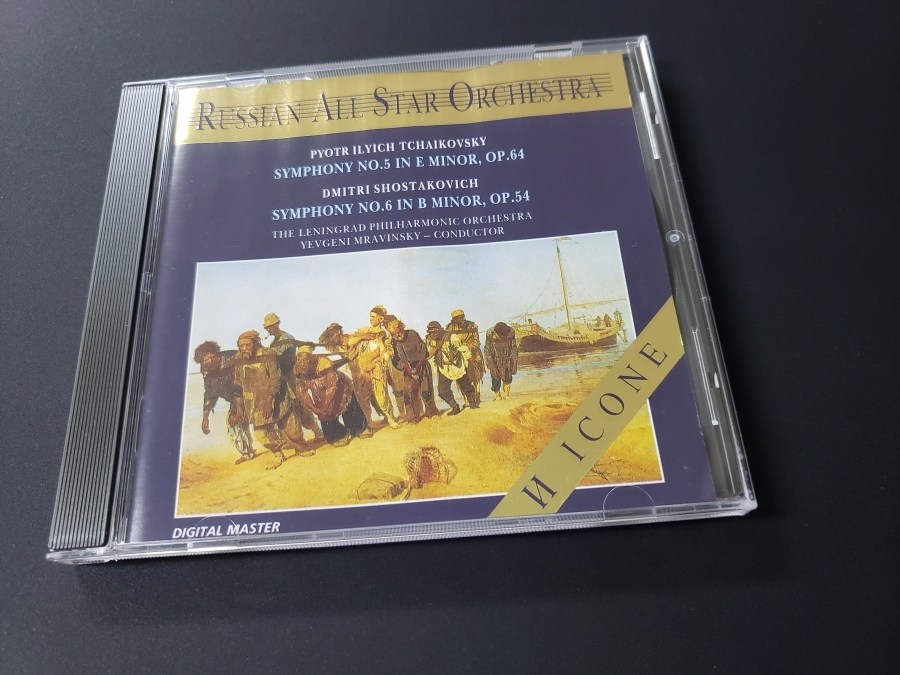 RUSSIAN ALL STAR ORCHESTRA
PYOTR ILYICH TCHAIKOVSKY
SYMPHONY NO.5 IN E MINOR, OP.64
DMITRI SHOSTAKOVICH
SYMPHONY NO.6 IN B MINOR, OP.54
THE LENINGRAD PHILHARMONIC ORCHESTRA
YEVGENI MRAVINSKY – CONDUCTOR
И ICONE
DIGITAL MASTER